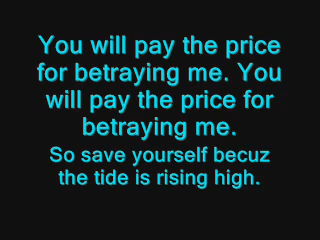 You will pay the price
for betraying me. You
will pay the price for
betraying me.
So save yourself becuz
the tide is rising high.